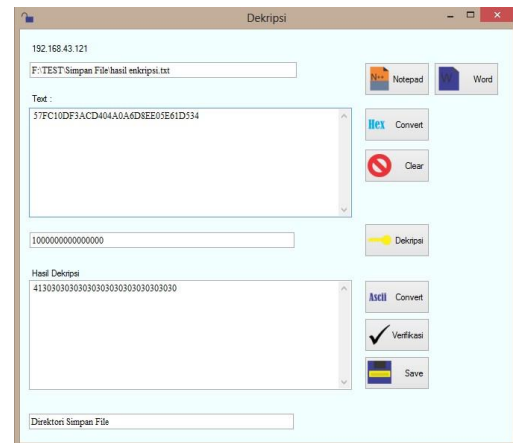 Dekripsi
192.168.43.121
F:\TEST\Simpan File\hasil enkripsi.txt
N++ Notepad
W Word
Text :
57FC10DF3ACD404A0A6D8EE05E61D534
Hex Convert
Clear
1000000000000000
Dekripsi
Hasil Dekripsi
41303030303030303030303030303030
Ascii Convert
Verifikasi
Save
Direktori Simpan File